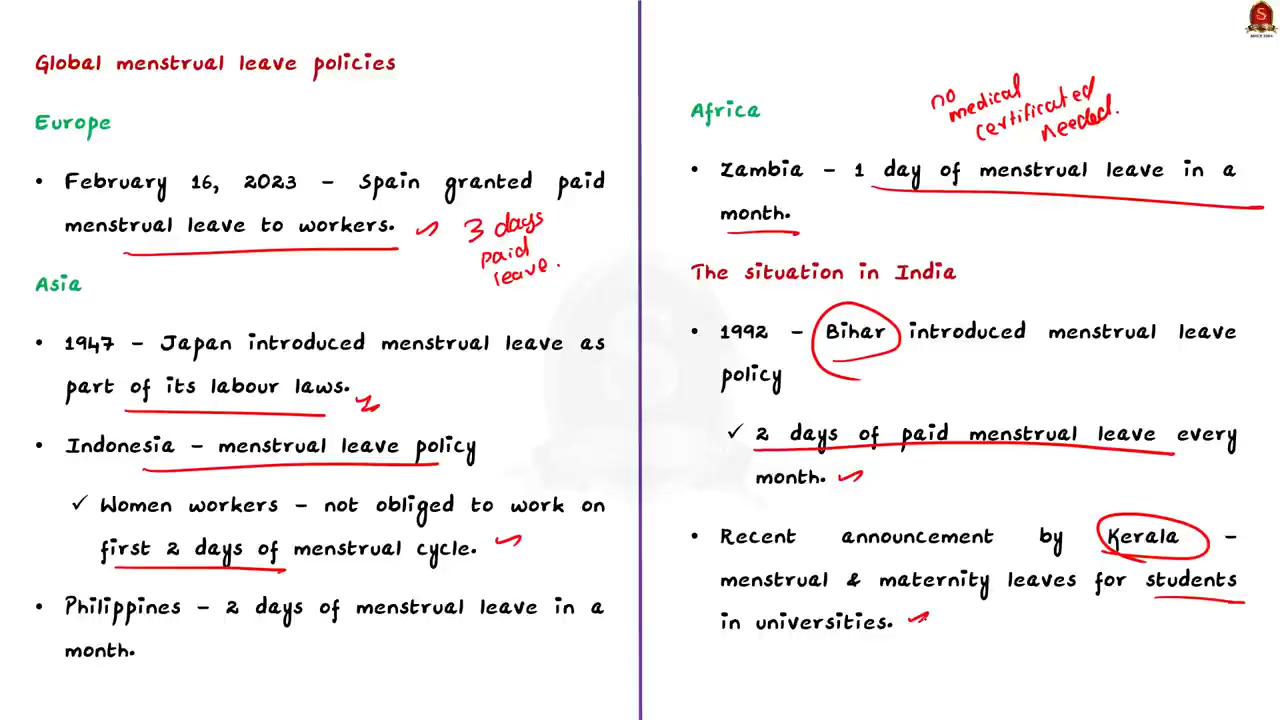 Global menstrual leave policies
Europe
• February 16, 2023 - Spain granted paid
menstrual leave to workers.
3 days
paid
leave.
Asia
• 1947 - Japan introduced menstrual leave as
part of its labour laws.
• Indonesia - menstrual leave policy
✓ Women workers - not obliged to work on
first 2 days of menstrual cycle.
• Philippines - 2 days of menstrual leave in a
month.
Africa
no
medical
certificated
needed.
• Zambia - 1 day of menstrual leave in a
month.
The situation in India
• 1992 - Bihar introduced menstrual leave
policy
✓ 2 days of paid menstrual leave every
month.
• Recent announcement by Kerala -
menstrual & maternity leaves for students
in universities.
S